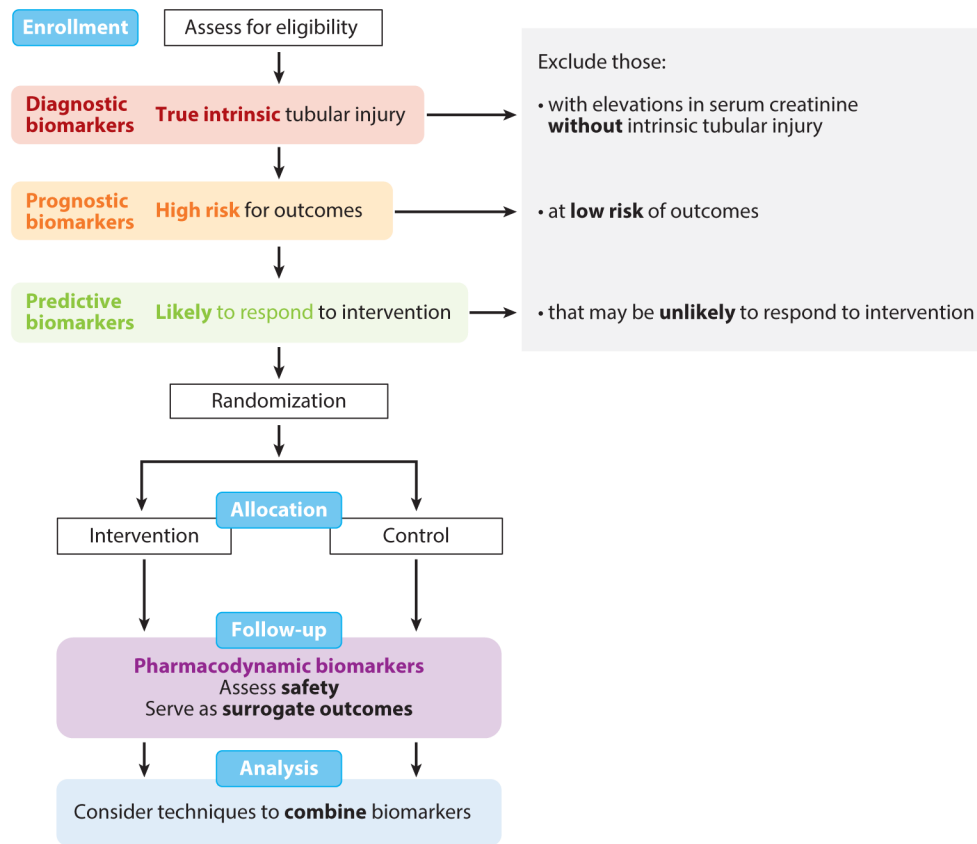 Enrollment
Assess for eligibility
Exclude those:
Diagnostic
biomarkers
True intrinsic tubular injury
• with elevations in serum creatinine
without intrinsic tubular injury
Prognostic
biomarkers
High risk for outcomes
• at low risk of outcomes
Predictive
biomarkers
Likely to respond to intervention
• that may be unlikely to respond to intervention
Randomization
Allocation
Intervention
Control
Follow-up
Pharmacodynamic biomarkers
Assess safety
Serve as surrogate outcomes
Analysis
Consider techniques to combine biomarkers